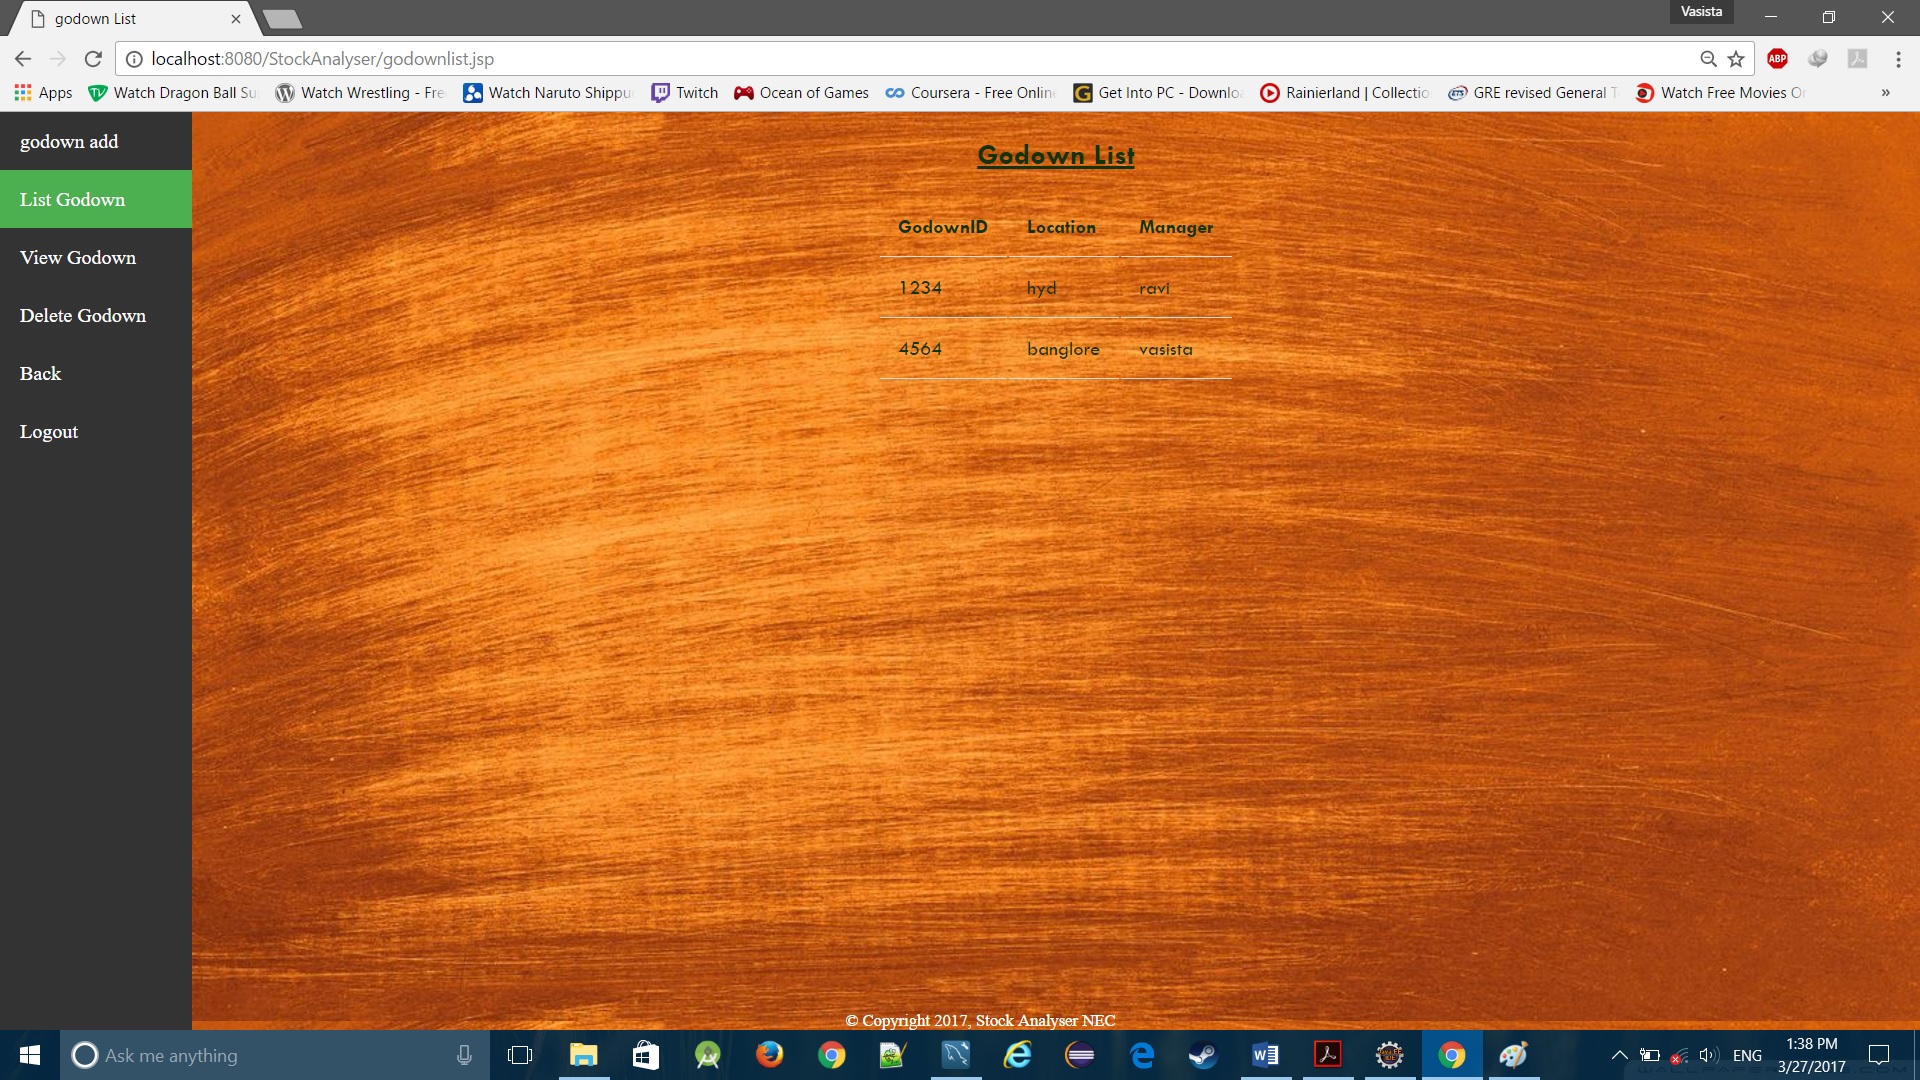 godown List
Vasista
localhost:8080/StockAnalyser/godownlist.jsp
ABP
Apps Watch Dragon Ball Su Watch Wrestling - Fre Watch Naruto Shippu Twitch Ocean of Games Coursera - Free Onlin Get Into PC - Downlo Rainierland | Collectio GRE revised General T Watch Free Movies O »
godown add
List Godown
View Godown
Delete Godown
Back
Logout
Godown List
GodownID Location Manager
1234 hyd ravi
4564 banglore vasista
© Copyright 2017, Stock Analyser NEC
Ask me anything
ENG
1:38 PM
3/27/2017